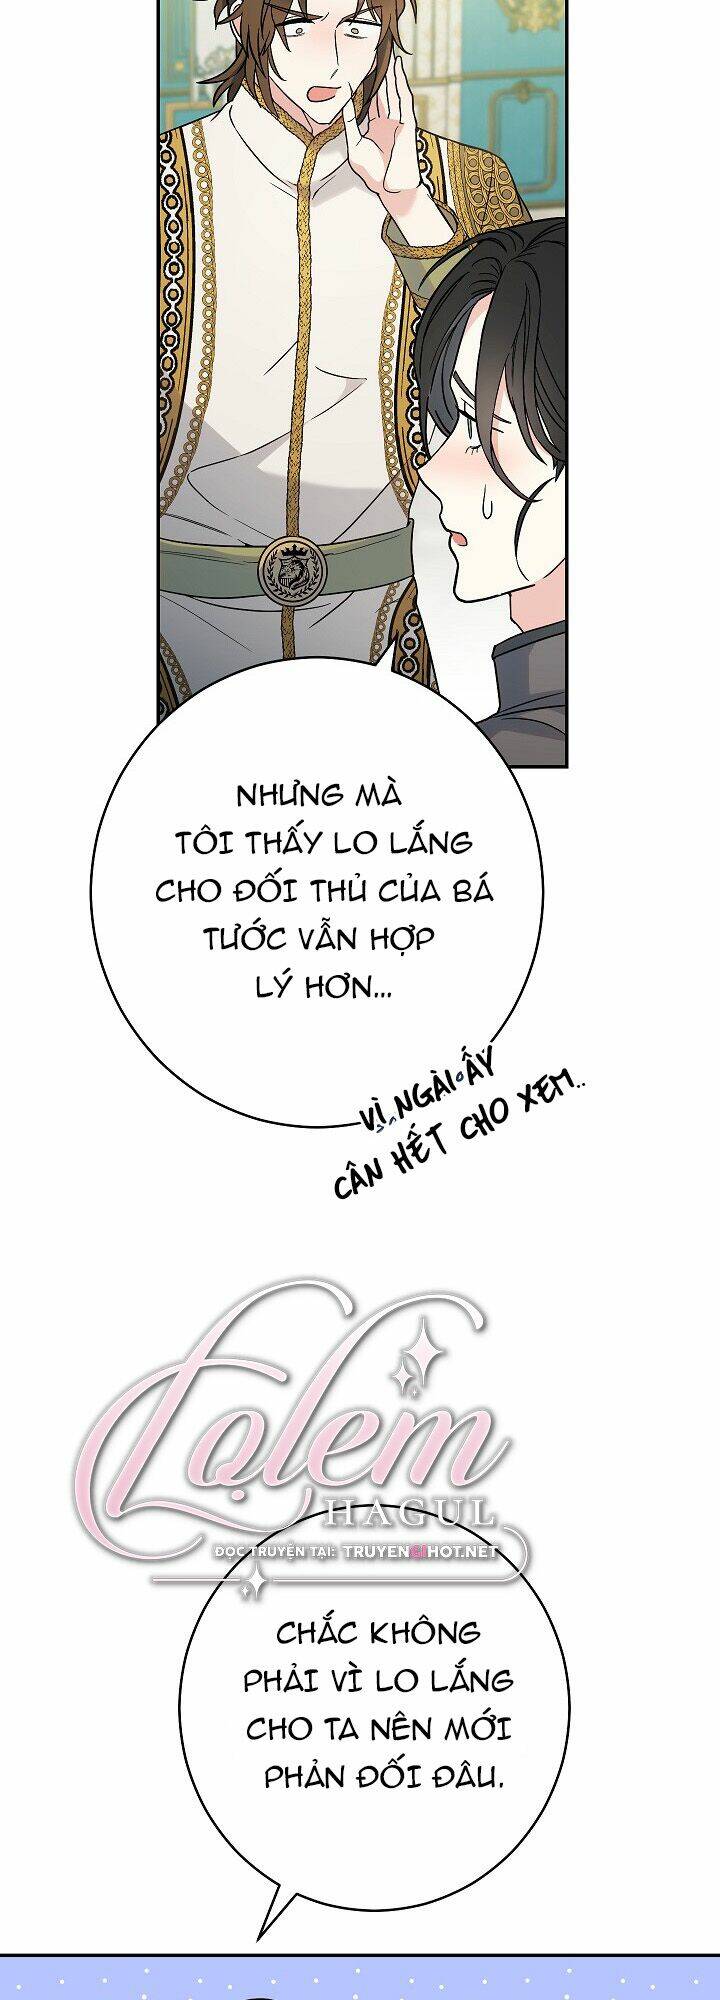 NHƯNG MÀ
TÔI THẤY LO LẮNG
CHO ĐỐI THỦ CỦA BÁ
TƯỚC VẪN HỢP
LÝ HƠN...
VÌ NGÀI ẤY
CÂN HẾT CHO XEM..
Lọlem
HAGUL
ĐỌC TRUYỆN TẠI: TRUYENGIHOT.NET
CHẮC KHÔNG
PHẢI VÌ LO LẮNG
CHO TA NÊN MỚI
PHẢN ĐỐI ĐÂU.